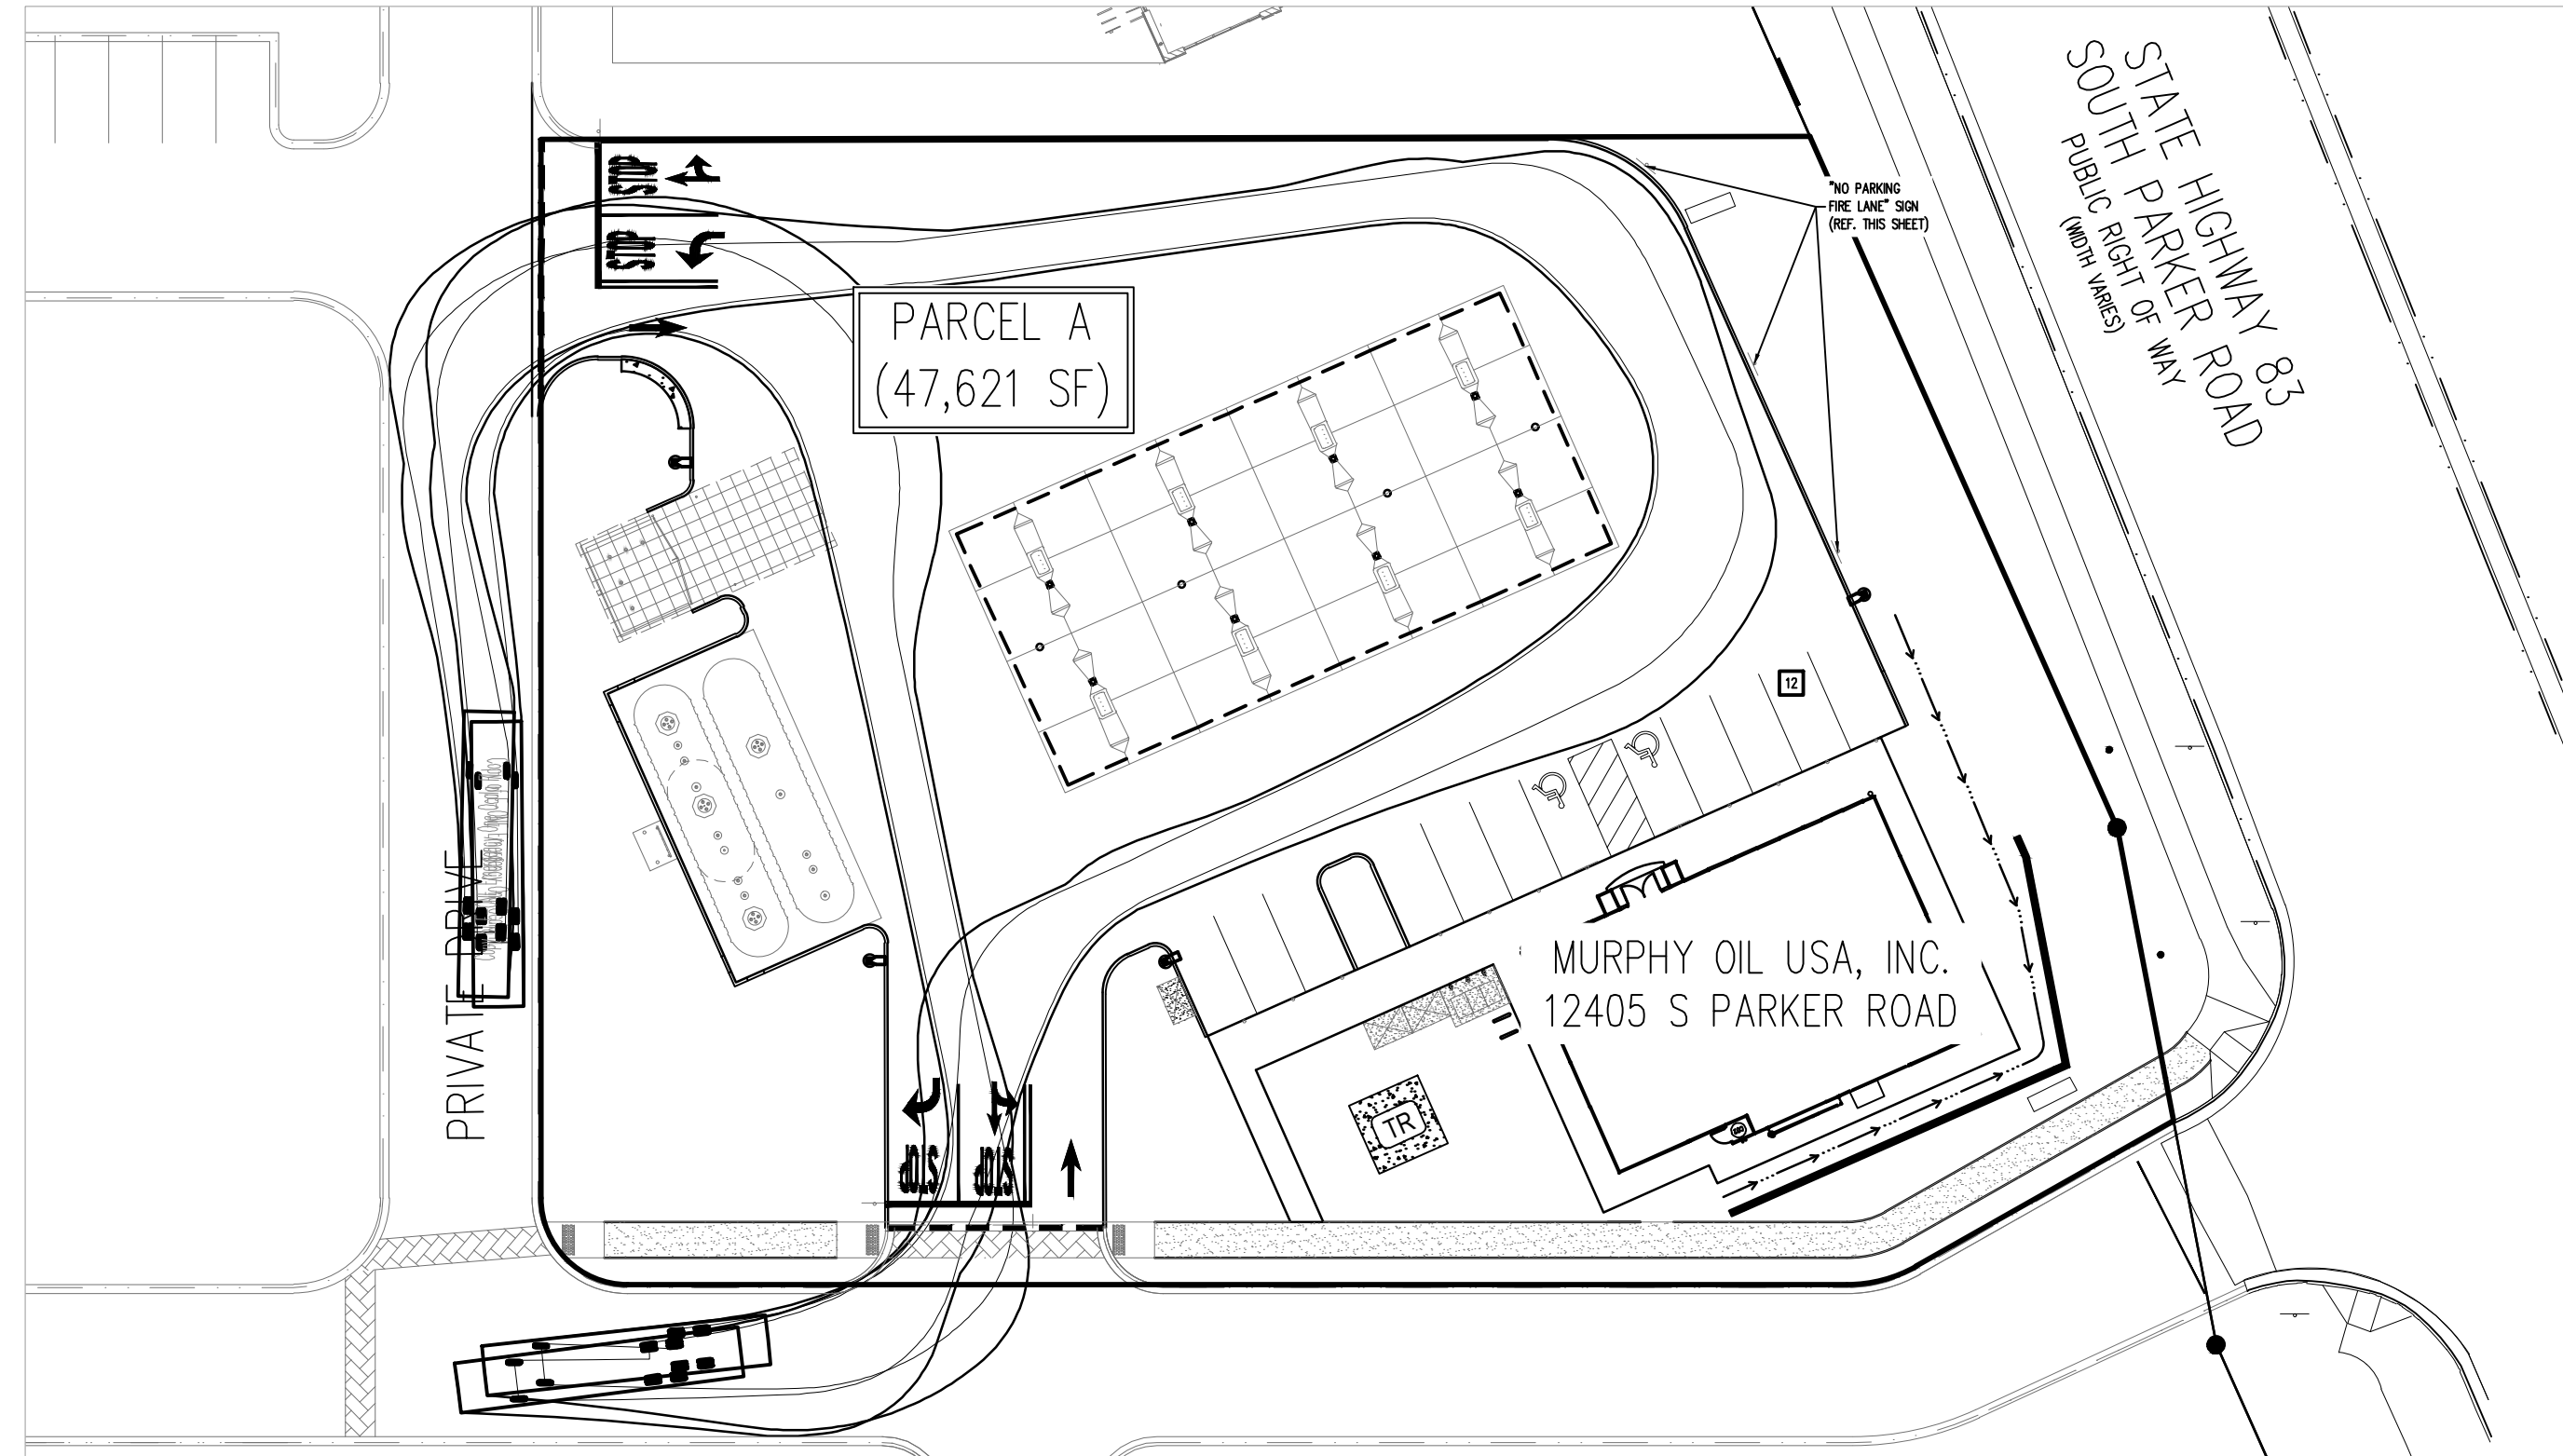 STATE HIGHWAY 83
SOUTH PARKER ROAD
PUBLIC RIGHT OF WAY
(WIDTH VARIES)
"NO PARKING
FIRE LANE" SIGN
(REF. THIS SHEET)
STOP
STOP
PARCEL A
(47,621 SF)
12
PRIVATE DRIVE
MURPHY OIL USA, INC.
12405 S PARKER ROAD
TR
STOP
STOP